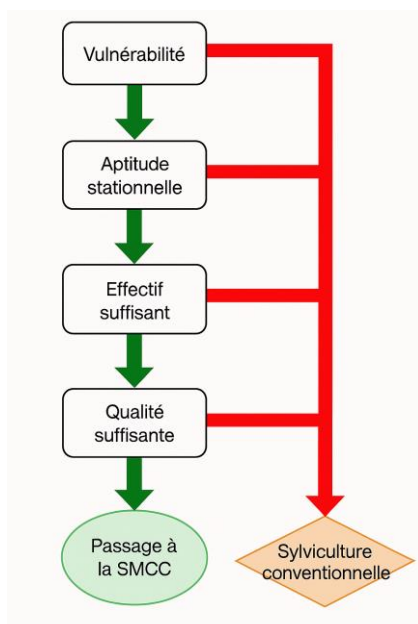 Vulnérabilité
Aptitude
stationnelle
Effectif
suffisant
Qualité
suffisante
Passage à
la SMCC
Sylviculture
conventionnelle